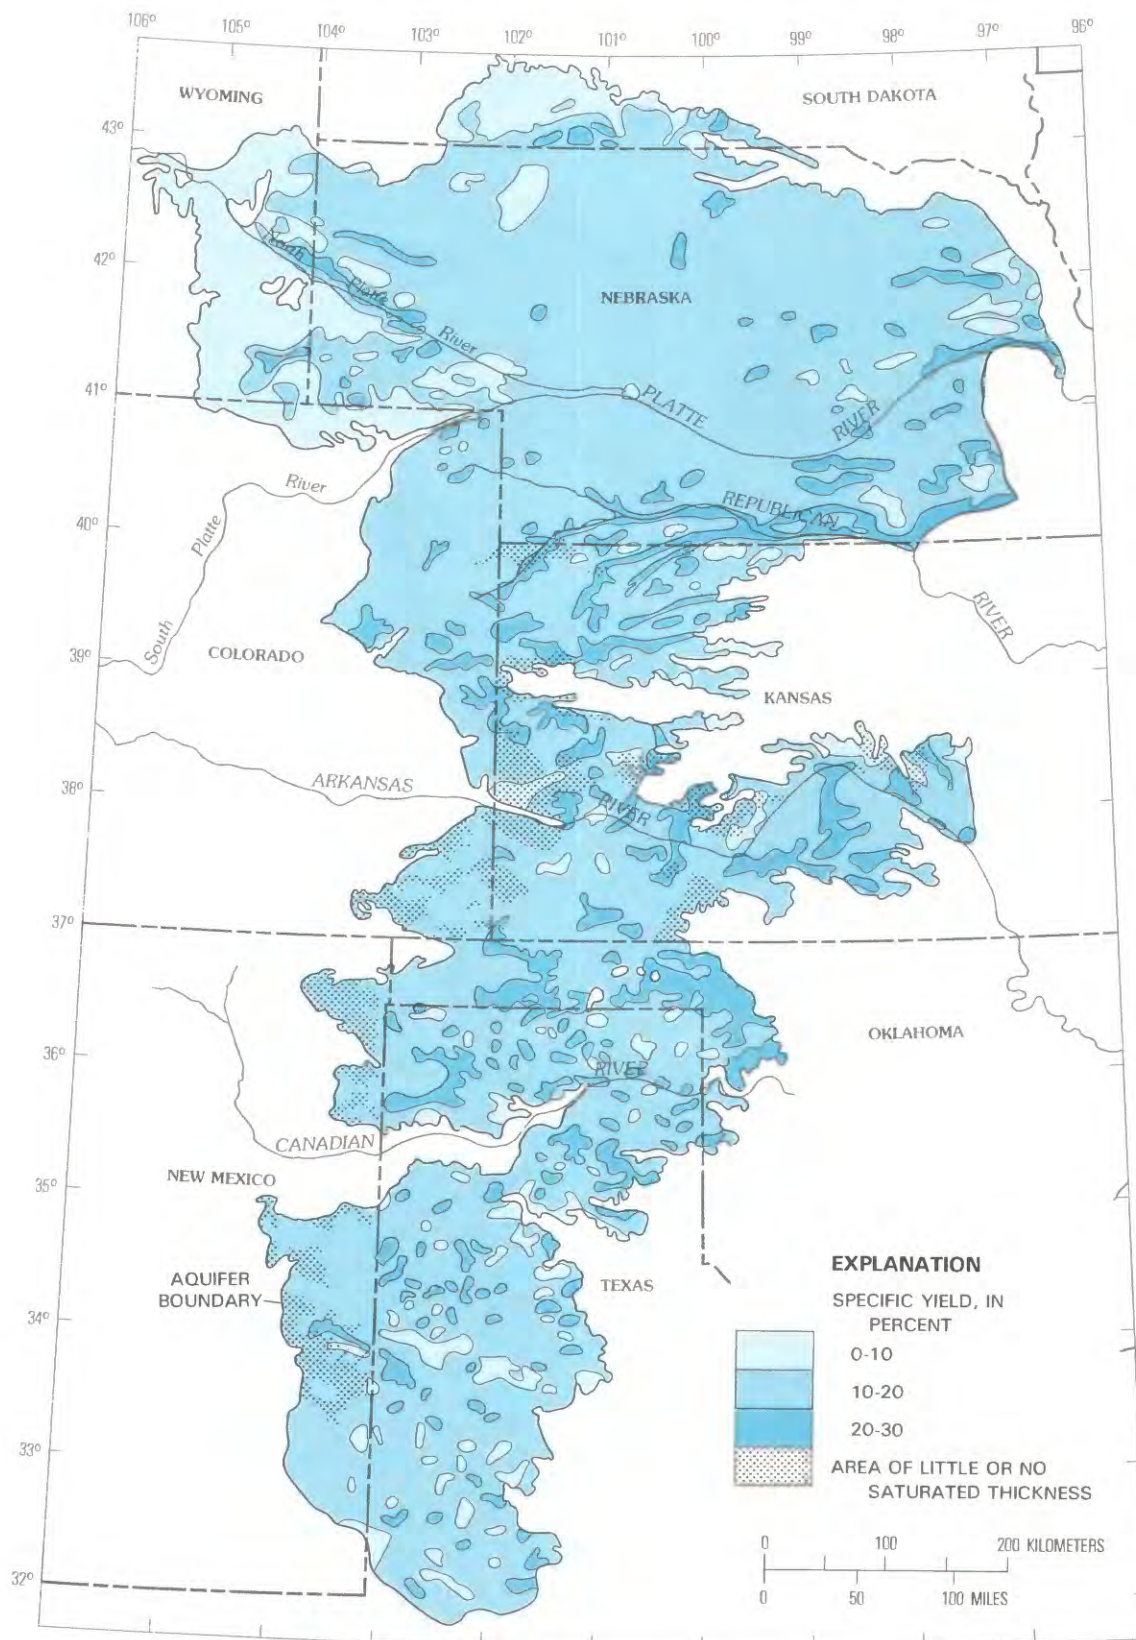 106°
105°
104°
103°
102°
101°
100°
99°
98°
97°
96°
WYOMING
SOUTH DAKOTA
43°
North
Platte
River
42°
NEBRASKA
41°
PLATTE
RIVER
River
Platte
South
REPUBLICAN
RIVER
40°
39°
COLORADO
KANSAS
ARKANSAS
RIVER
38°
37°
OKLAHOMA
36°
RIVER
CANADIAN
NEW MEXICO
35°
TEXAS
AQUIFER
BOUNDARY
34°
33°
32°
EXPLANATION
SPECIFIC YIELD, IN
PERCENT
0-10
10-20
20-30
AREA OF LITTLE OR NO
SATURATED THICKNESS
0 100 200 KILOMETERS
0 50 100 MILES